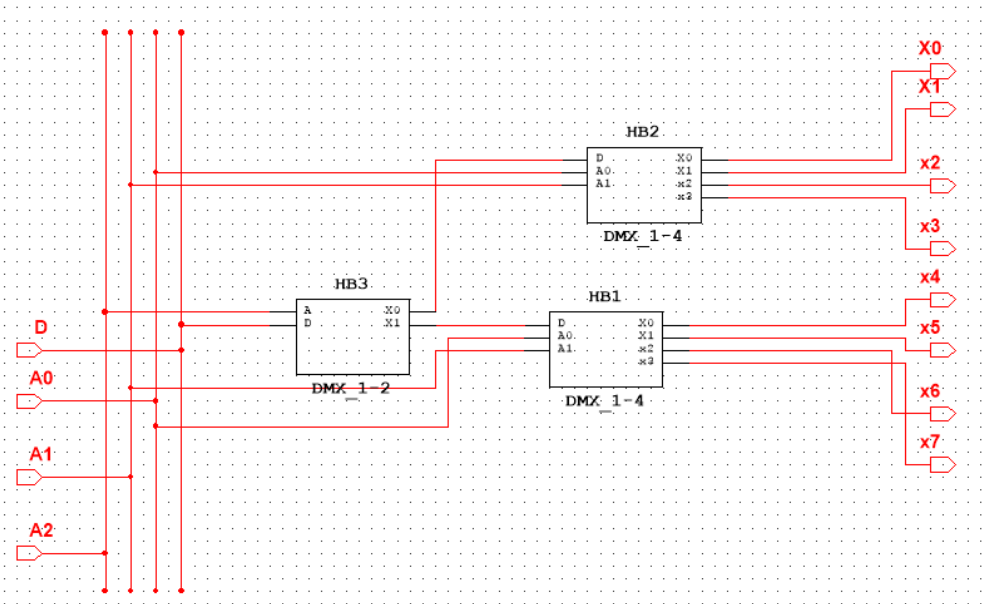 X0
X1
HB2
D X0
A0 X1
A1 x2
x3
DMX_1-4
x2
x3
HB3
A X0
D X1
DMX_1-2
HB1
D X0
A0 X1
A1 x2
x3
DMX_1-4
x4
x5
x6
x7
D
A0
A1
A2